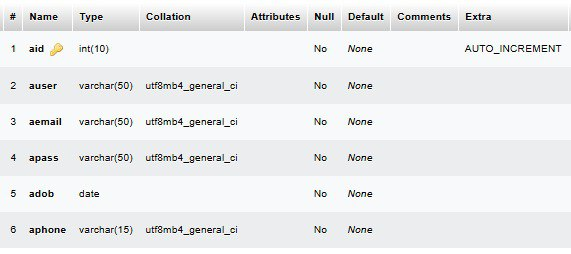 # Name Type Collation Attributes Null Default Comments Extra
1 aid int(10) No None AUTO_INCREMENT
2 auser varchar(50) utf8mb4_general_ci No None
3 aemail varchar(50) utf8mb4_general_ci No None
4 apass varchar(50) utf8mb4_general_ci No None
5 adob date No None
6 aphone varchar(15) utf8mb4_general_ci No None